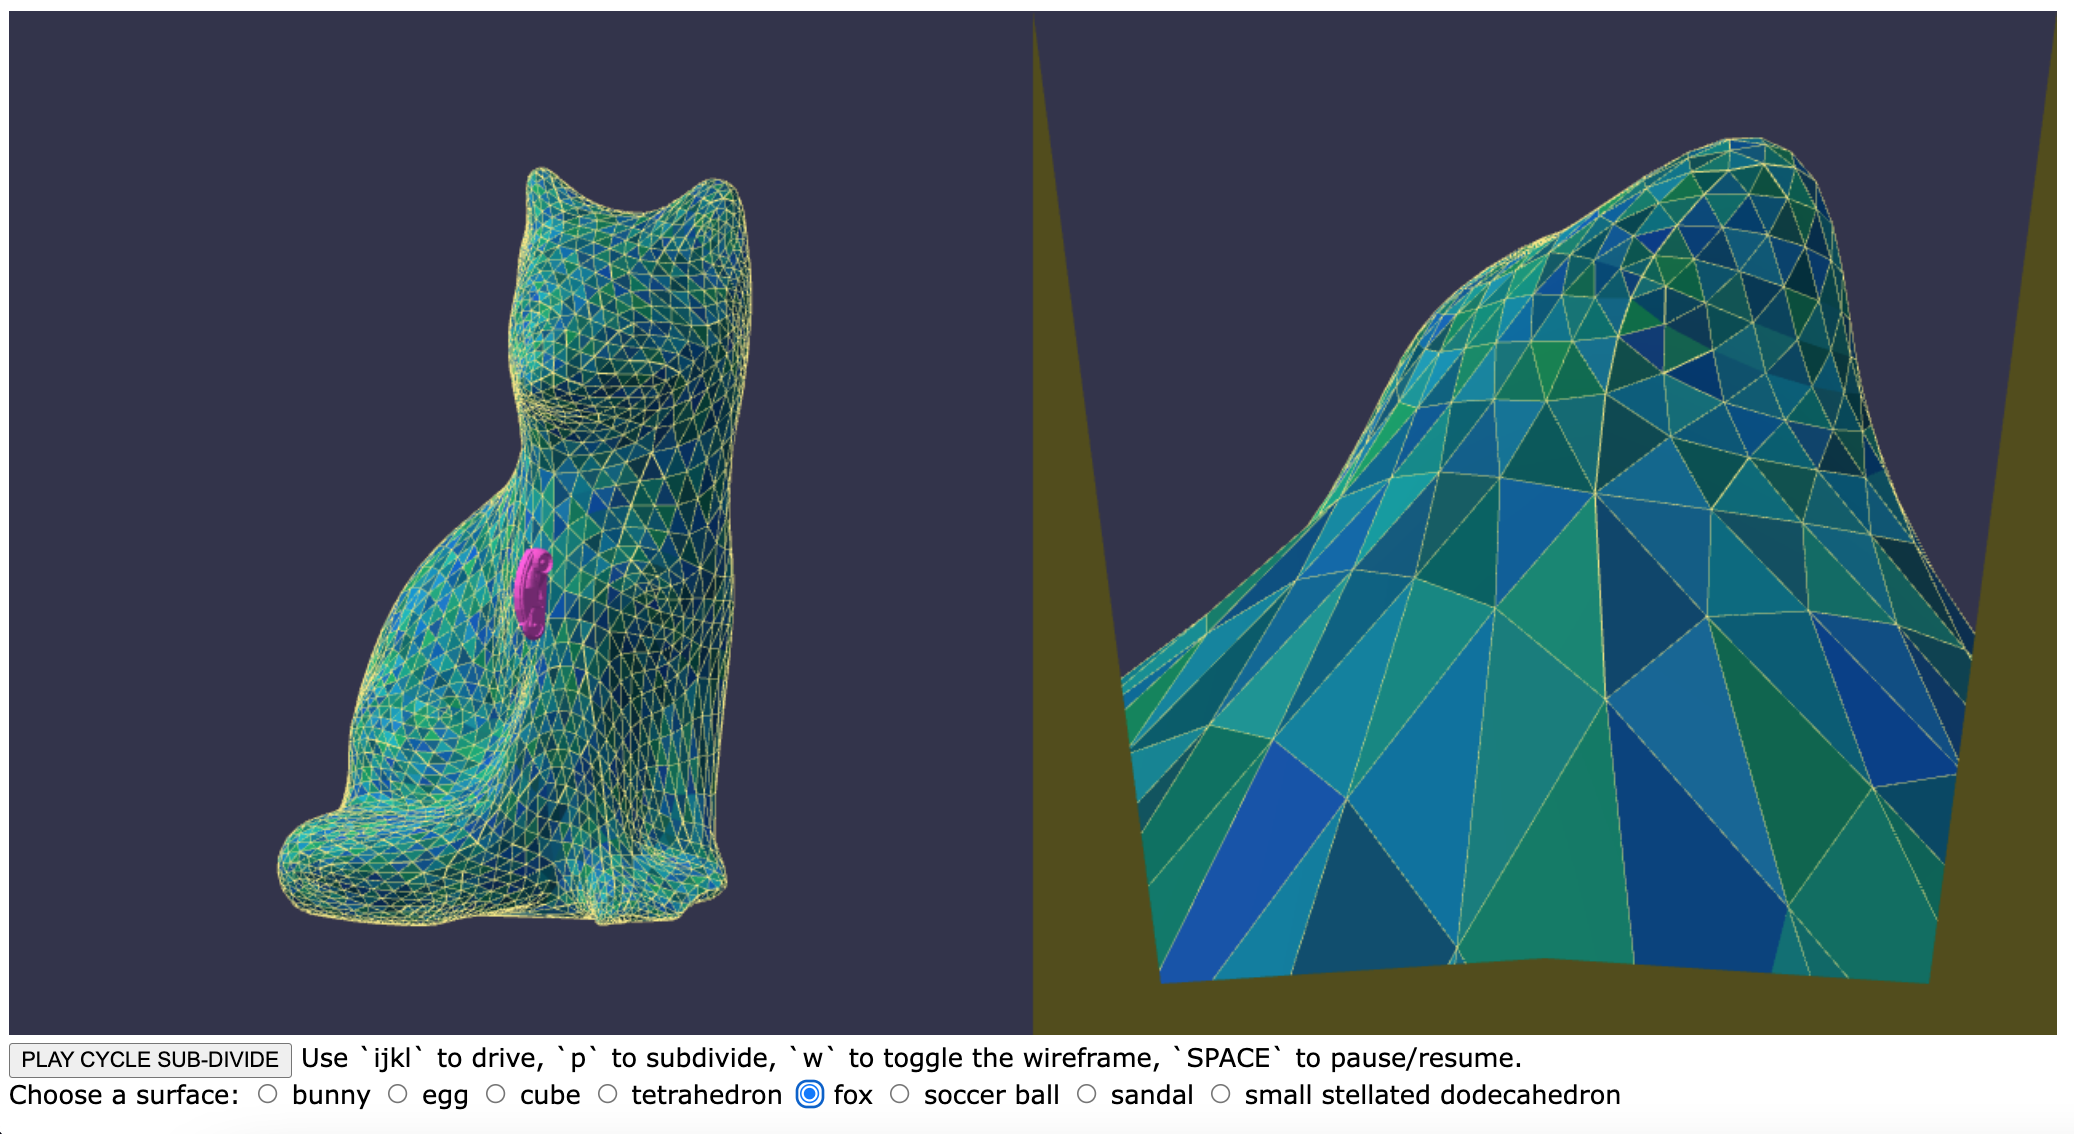 PLAY CYCLE SUB-DIVIDE Use `ijkl` to drive, `p` to subdivide, `w` to toggle the wireframe, `SPACE` to pause/resume.
Choose a surface: bunny egg cube tetrahedron fox soccer ball sandal small stellated dodecahedron